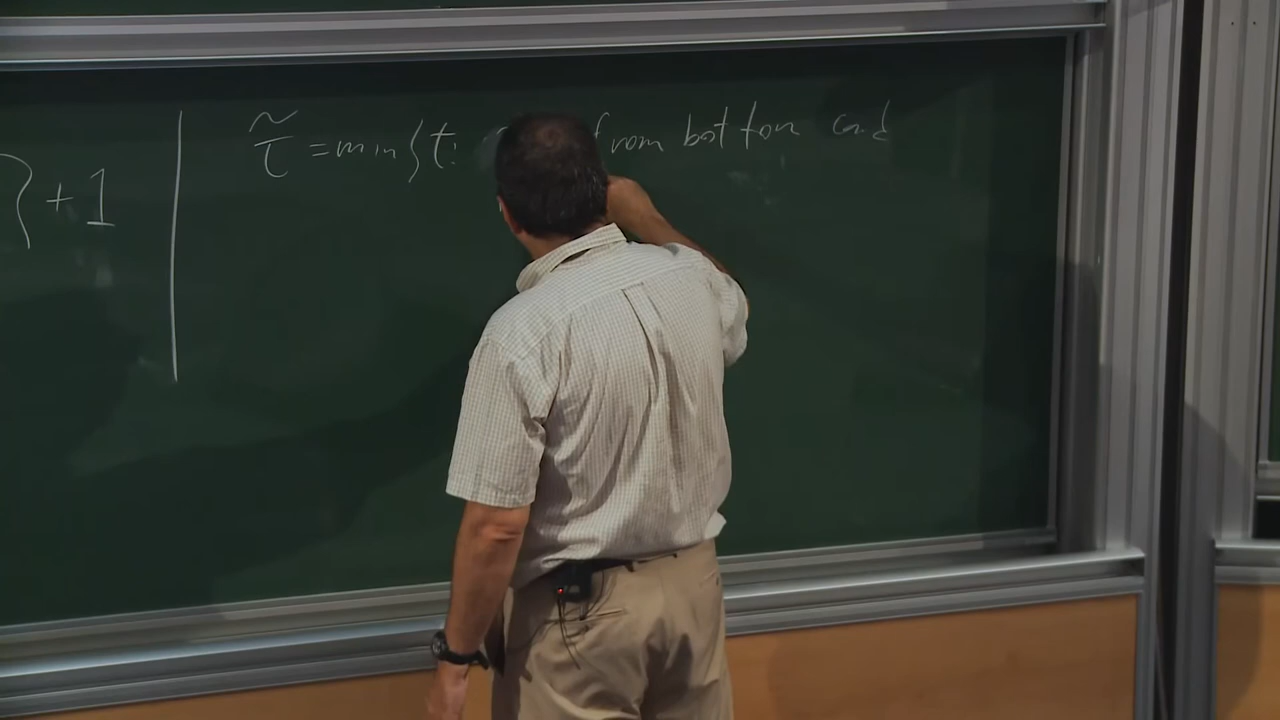 } + 1
τ̃ = min { t : from bottom card